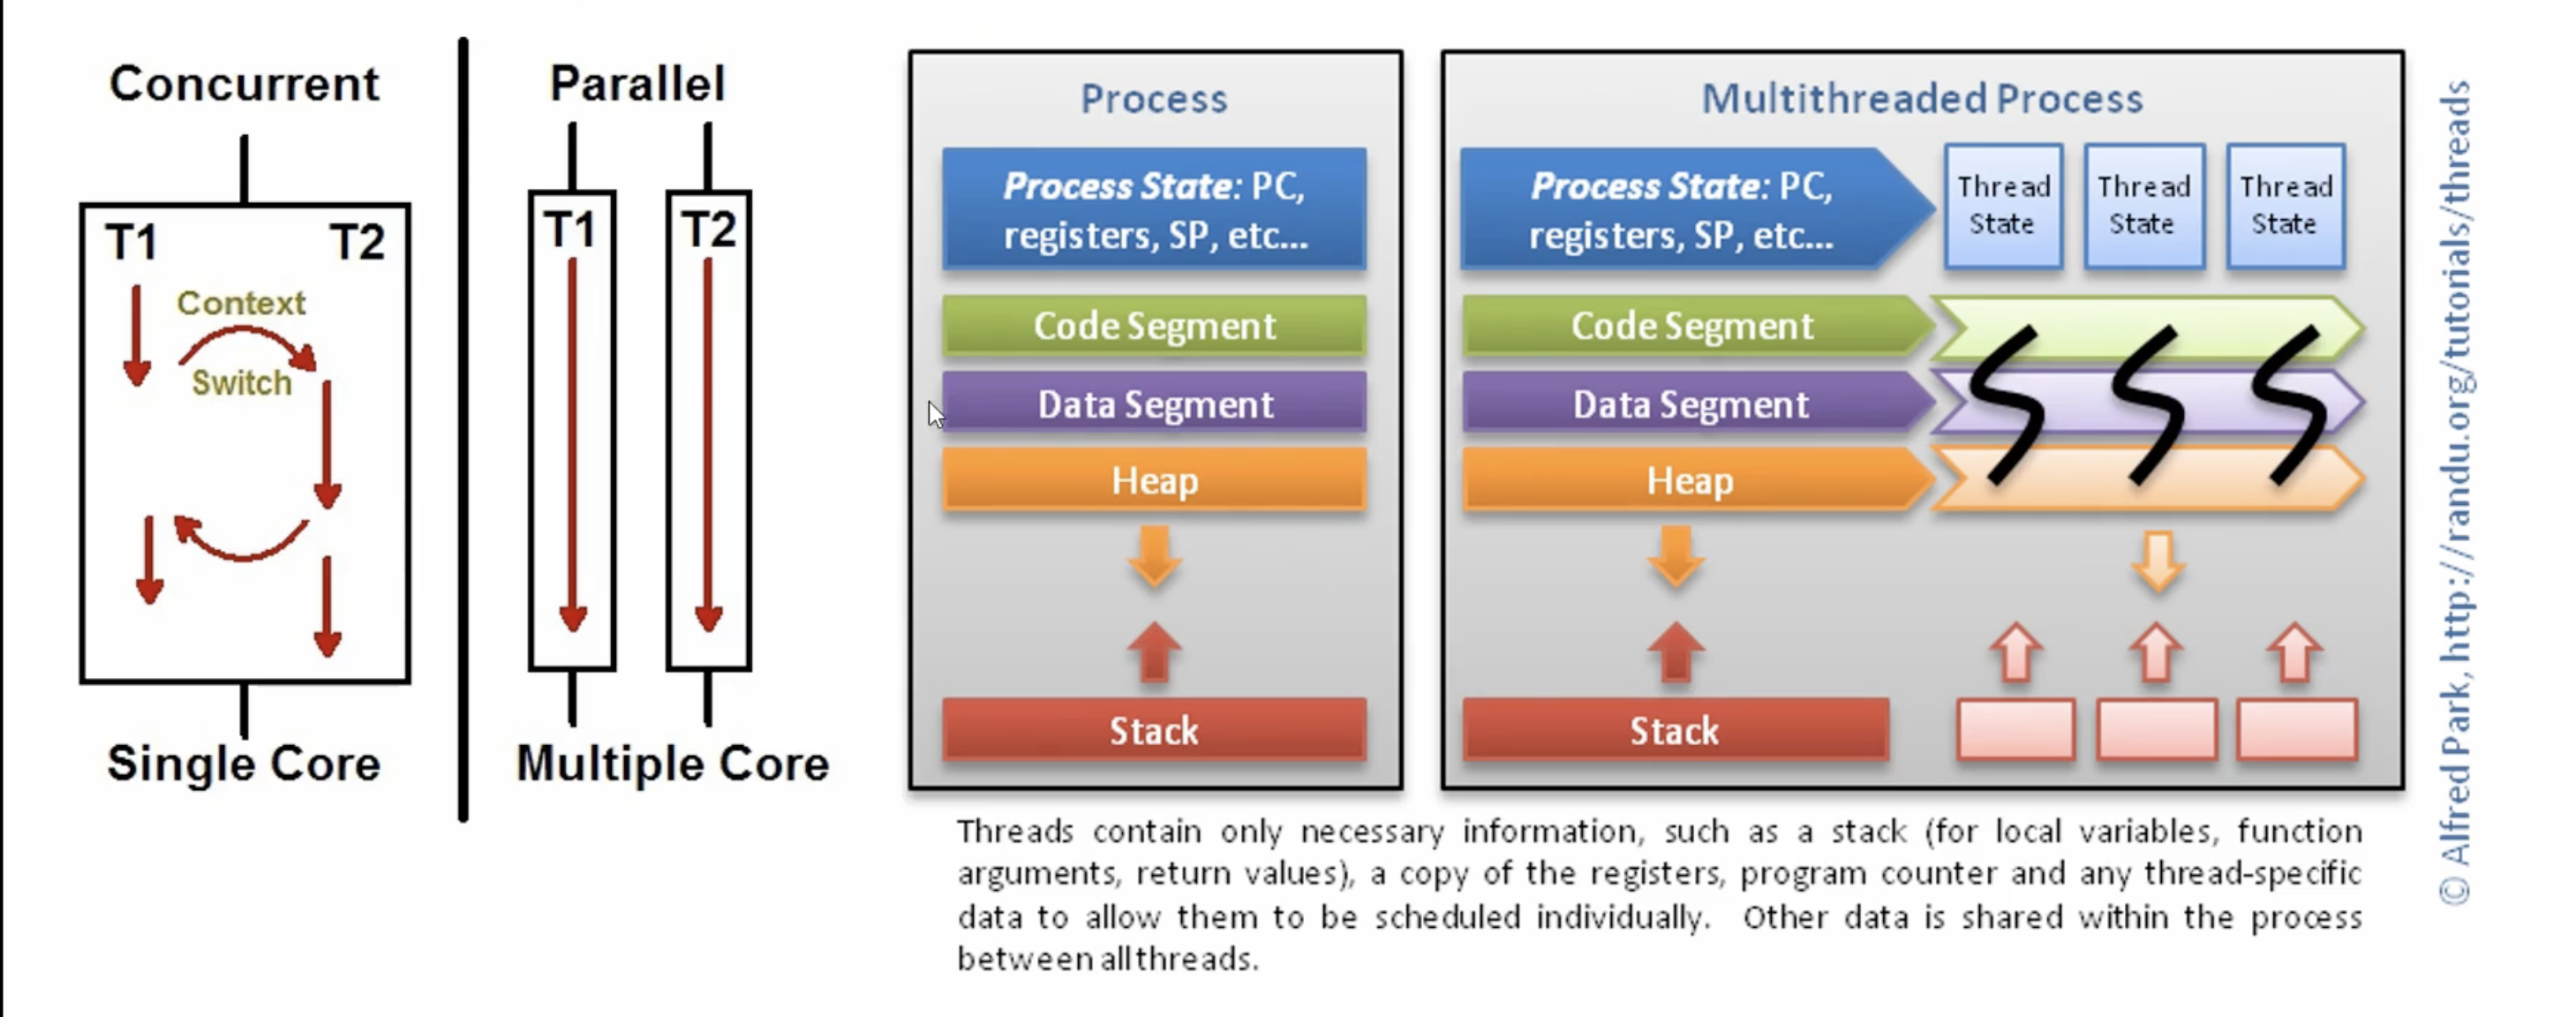 Concurrent
T1
T2
Context
Switch
Single Core
Parallel
T1
T2
Multiple Core
Process
Process State: PC,
registers, SP, etc...
Code Segment
Data Segment
Heap
Stack
Multithreaded Process
Process State: PC,
registers, SP, etc...
Thread
State
Thread
State
Thread
State
Code Segment
Data Segment
Heap
Stack
Threads contain only necessary information, such as a stack (for local variables, function
arguments, return values), a copy of the registers, program counter and any thread-specific
data to allow them to be scheduled individually. Other data is shared within the process
between all threads.
© Alfred Park, http://randu.org/tutorials/threads